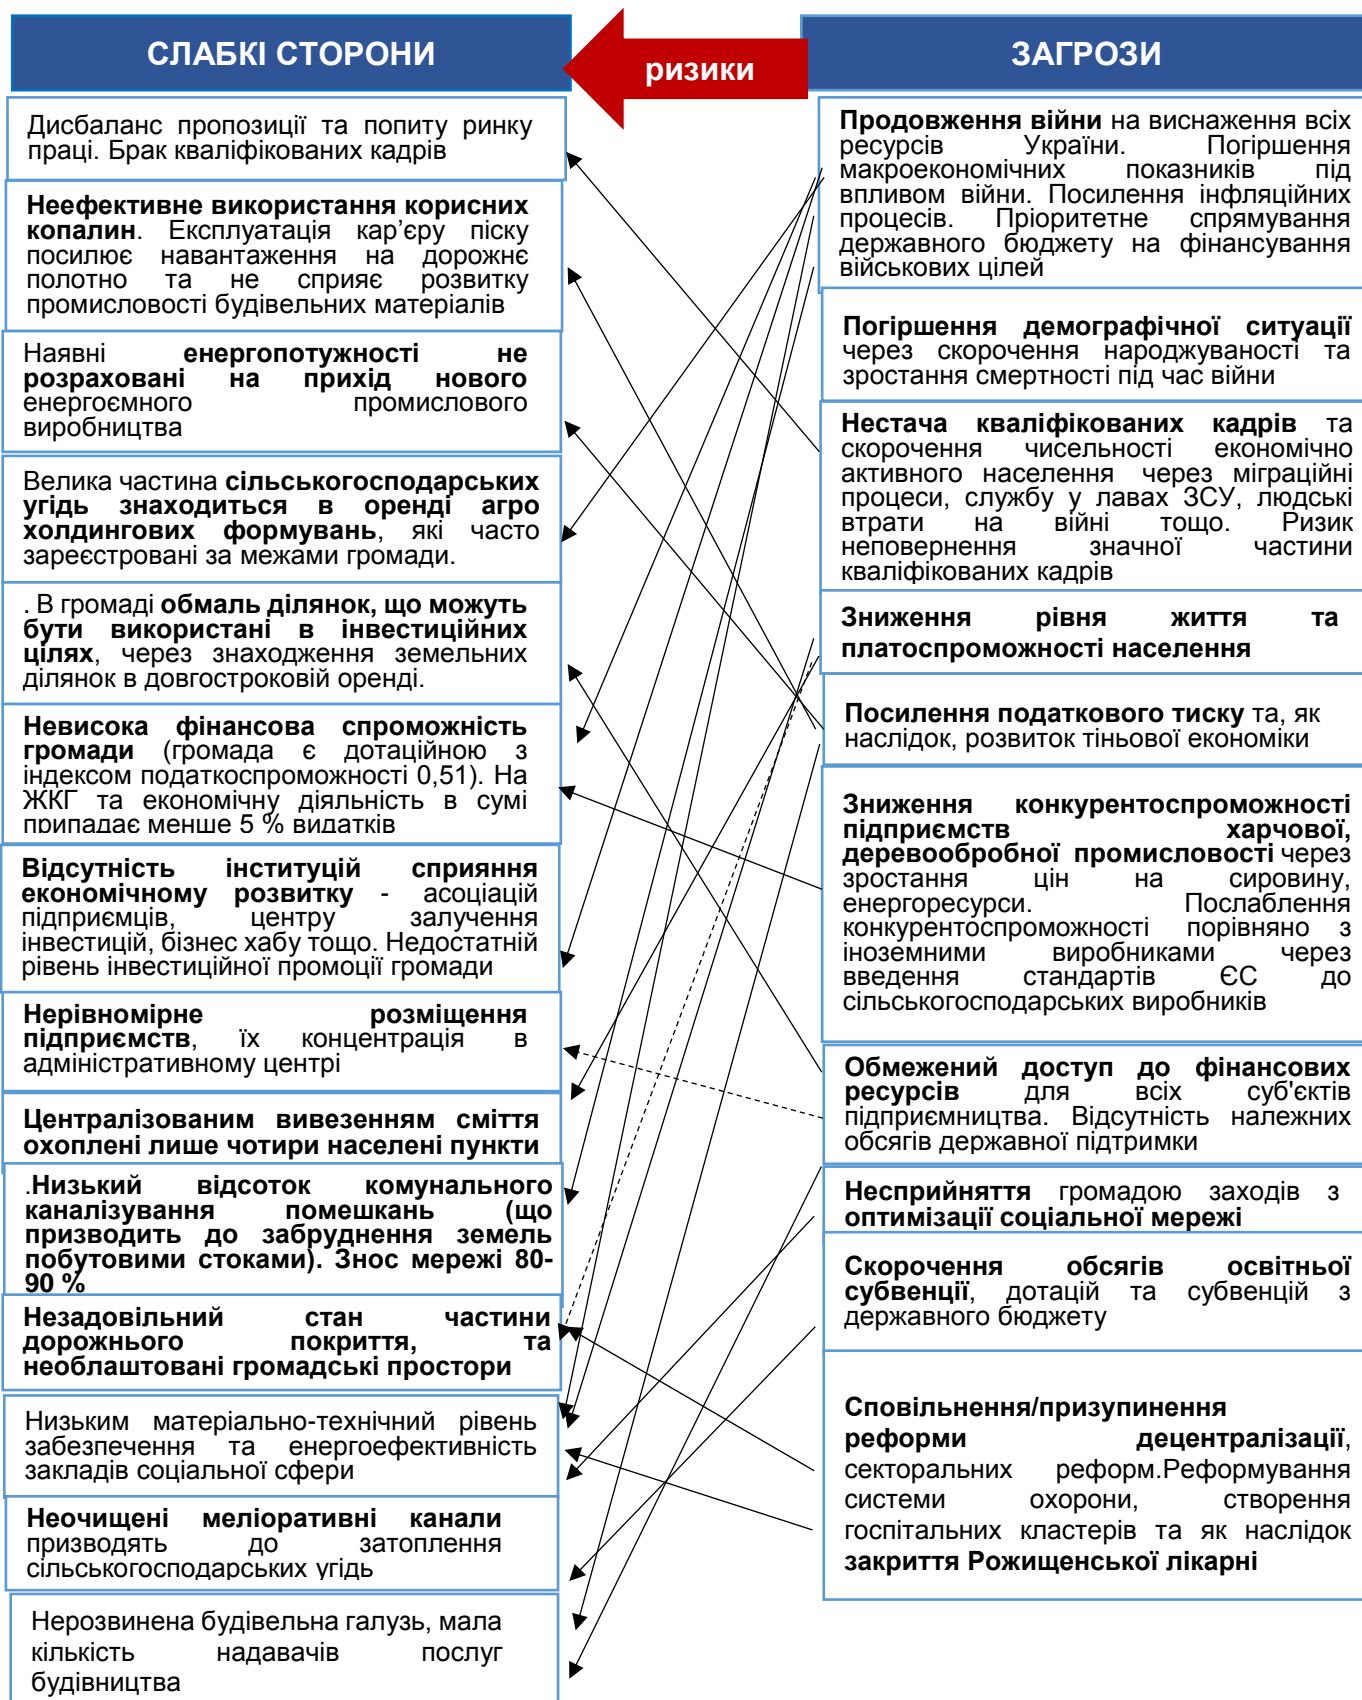 СЛАБКІ СТОРОНИ
ризики
ЗАГРОЗИ
Дисбаланс пропозиції та попиту ринку
праці. Брак кваліфікованих кадрів
Неефективне використання корисних
копалин. Експлуатація кар’єру піску
посилює навантаження на дорожнє
полотно та не сприяє розвитку
промисловості будівельних матеріалів
Наявні енергопотужності не
розраховані на прихід нового
енергоємного промислового
виробництва
Велика частина сільськогосподарських
угідь знаходиться в оренді агро
холдингових формувань, які часто
зареєстровані за межами громади.
. В громаді обмаль ділянок, що можуть
бути використані в інвестиційних
цілях, через знаходження земельних
ділянок в довгостроковій оренді.
Невисока фінансова спроможність
громади (громада є дотаційною з
індексом податкоспроможності 0,51). На
ЖКГ та економічну діяльність в сумі
припадає менше 5 % видатків
Відсутність інституцій сприяння
економічному розвитку - асоціацій
підприємців, центру залучення
інвестицій, бізнес хабу тощо. Недостатній
рівень інвестиційної промоції громади
Нерівномірне розміщення
підприємств, їх концентрація в
адміністративному центрі
Централізованим вивезенням сміття
охоплені лише чотири населені пункти
.Низький відсоток комунального
каналізування помешкань (що
призводить до забруднення земель
побутовими стоками). Знос мережі 80-
90 %
Незадовільний стан частини
дорожнього покриття, та
необлаштовані громадські простори
Низьким матеріально-технічний рівень
забезпечення та енергоефективність
закладів соціальної сфери
Неочищені меліоративні канали
призводять до затоплення
сільськогосподарських угідь
Нерозвинена будівельна галузь, мала
кількість надавачів послуг
будівництва
Продовження війни на виснаження всіх
ресурсів України. Погіршення
макроекономічних показників під
впливом війни. Посилення інфляційних
процесів. Пріоритетне спрямування
державного бюджету на фінансування
військових цілей
Погіршення демографічної ситуації
через скорочення народжуваності та
зростання смертності під час війни
Нестача кваліфікованих кадрів та
скорочення чисельності економічно
активного населення через міграційні
процеси, службу у лавах ЗСУ, людські
втрати на війні тощо. Ризик
неповернення значної частини
кваліфікованих кадрів
Зниження рівня життя та
платоспроможності населення
Посилення податкового тиску та, як
наслідок, розвиток тіньової економіки
Зниження конкурентоспроможності
підприємств харчової,
деревообробної промисловості через
зростання цін на сировину,
енергоресурси. Послаблення
конкурентоспроможності порівняно з
іноземними виробниками через
введення стандартів ЄС до
сільськогосподарських виробників
Обмежений доступ до фінансових
ресурсів для всіх суб'єктів
підприємництва. Відсутність належних
обсягів державної підтримки
Несприйняття громадою заходів з
оптимізації соціальної мережі
Скорочення обсягів освітньої
субвенції, дотацій та субвенцій з
державного бюджету
Сповільнення/призупинення
реформи децентралізації,
секторальних реформ.Реформування
системи охорони, створення
госпітальних кластерів та як наслідок
закриття Рожищенської лікарні